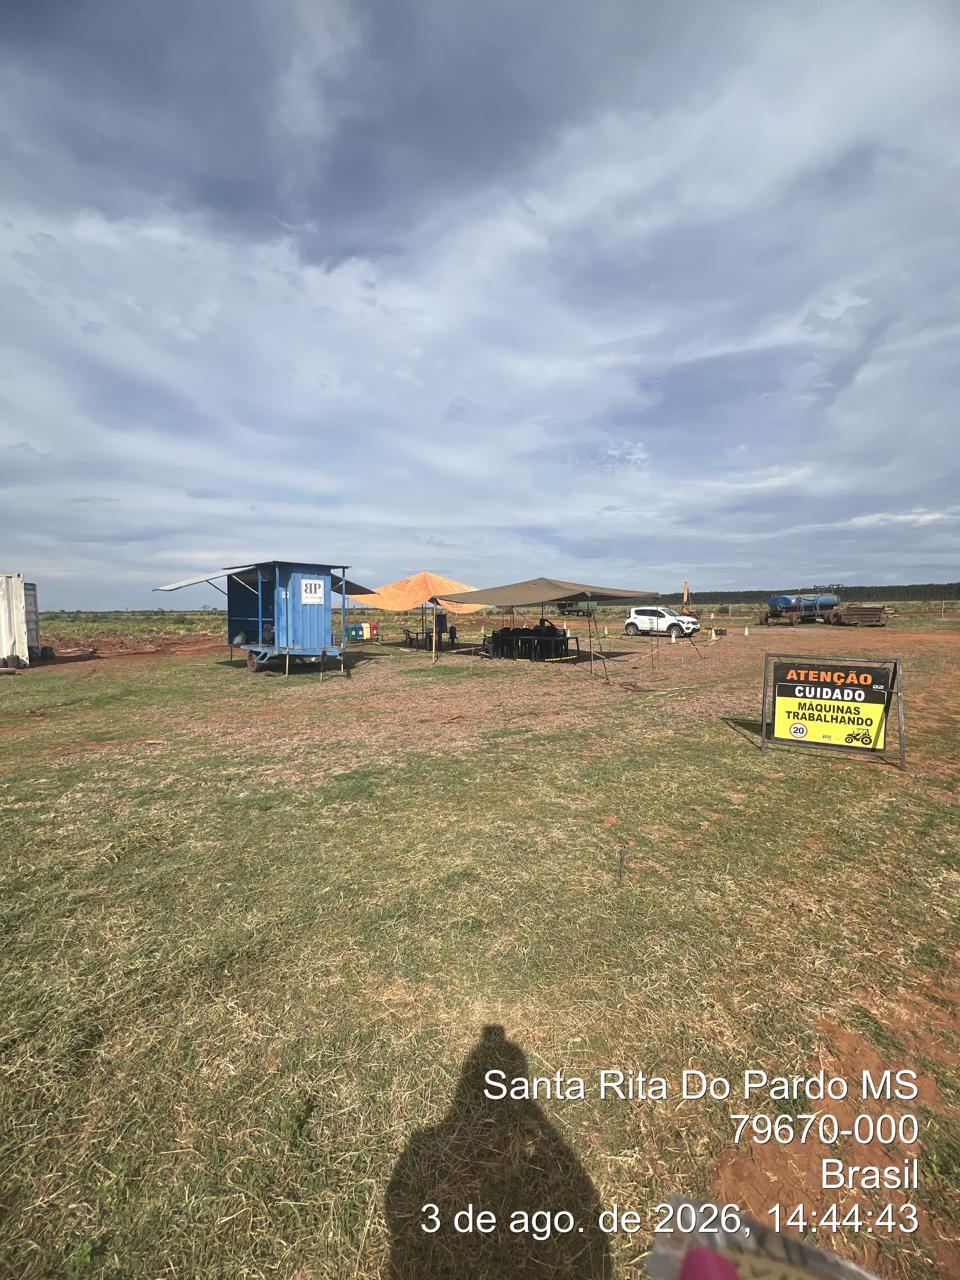 BP
ATENÇÃO
CUIDADO
MÁQUINAS
TRABALHANDO
20
Santa Rita Do Pardo MS
79670-000
Brasil
3 de ago. de 2026, 14:44:43